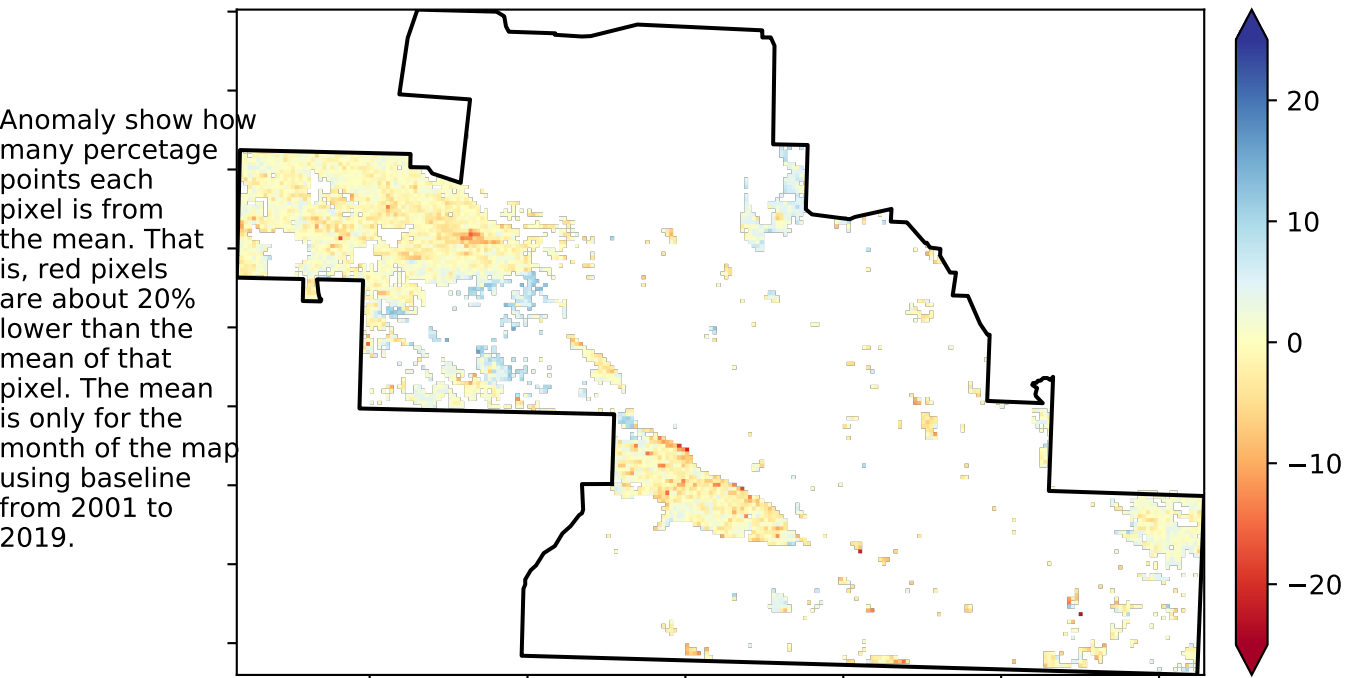 Anomaly show how
many percetage
points each
pixel is from
the mean. That
is, red pixels
are about 20%
lower than the
mean of that
pixel. The mean
is only for the
month of the map
using baseline
from 2001 to
2019.
20
10
0
−10
−20